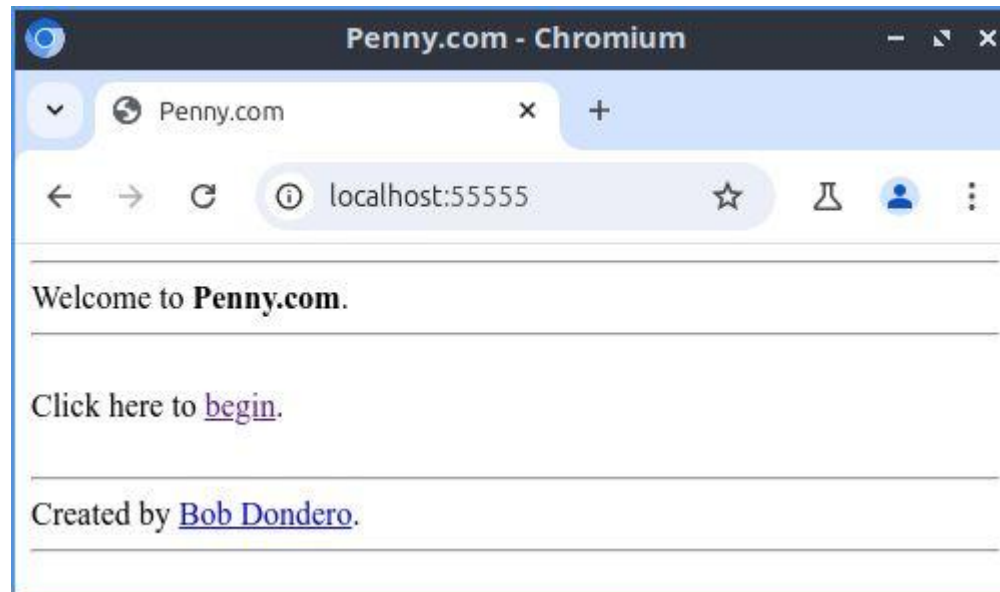 Penny.com - Chromium
Penny.com
localhost:55555
Welcome to Penny.com.
Click here to begin.
Created by Bob Dondero.